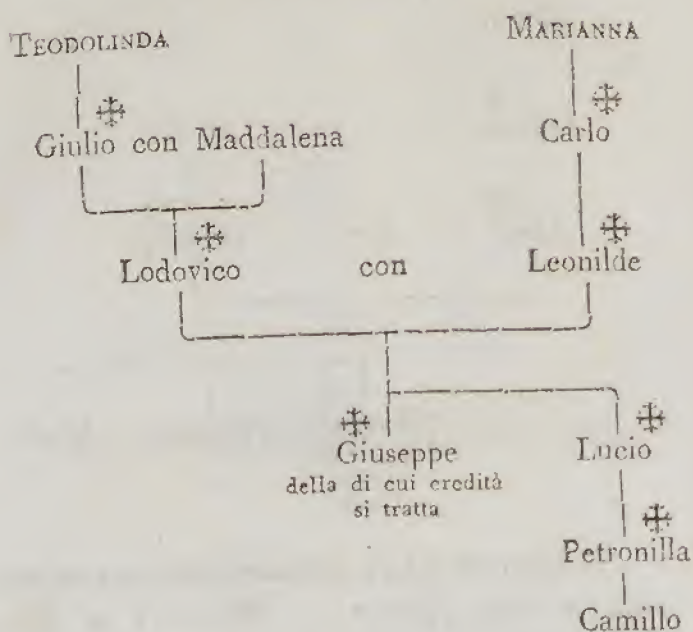 TEODOLINDA MARIANNA
Giulio con Maddalena Carlo
Lodovico con Leonilde
Giuseppe Lucio
della di cui eredità
si tratta
Petronilla
Camillo